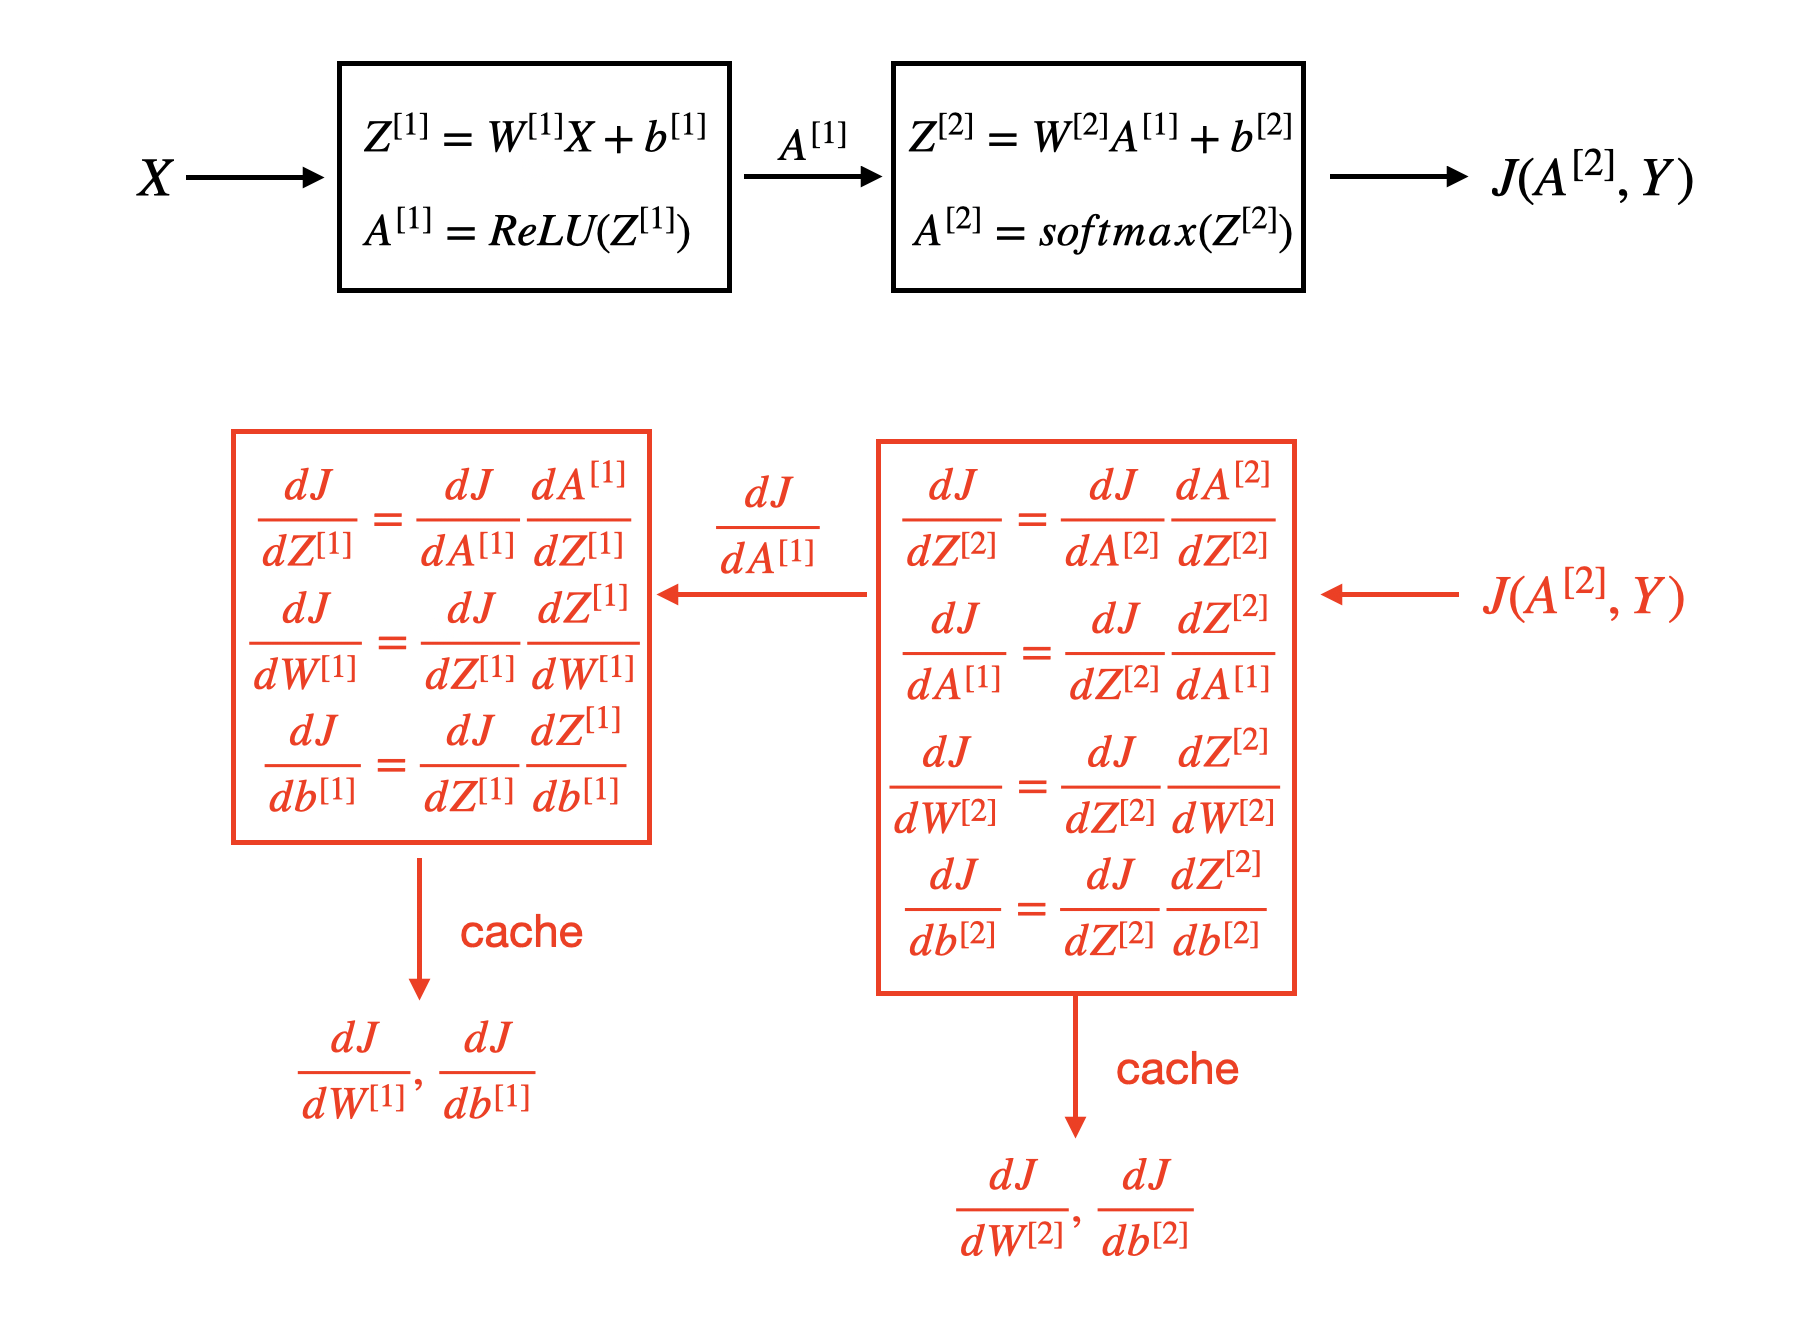 X
Z^{[1]} = W^{[1]}X + b^{[1]}
A^{[1]} = ReLU(Z^{[1]})
A^{[1]}
Z^{[2]} = W^{[2]}A^{[1]} + b^{[2]}
A^{[2]} = softmax(Z^{[2]})
J(A^{[2]}, Y)
\frac{dJ}{dZ^{[1]}} = \frac{dJ}{dA^{[1]}} \frac{dA^{[1]}}{dZ^{[1]}}
\frac{dJ}{dW^{[1]}} = \frac{dJ}{dZ^{[1]}} \frac{dZ^{[1]}}{dW^{[1]}}
\frac{dJ}{db^{[1]}} = \frac{dJ}{dZ^{[1]}} \frac{dZ^{[1]}}{db^{[1]}}
\frac{dJ}{dA^{[1]}}
\frac{dJ}{dZ^{[2]}} = \frac{dJ}{dA^{[2]}} \frac{dA^{[2]}}{dZ^{[2]}}
\frac{dJ}{dA^{[1]}} = \frac{dJ}{dZ^{[2]}} \frac{dZ^{[2]}}{dA^{[1]}}
\frac{dJ}{dW^{[2]}} = \frac{dJ}{dZ^{[2]}} \frac{dZ^{[2]}}{dW^{[2]}}
\frac{dJ}{db^{[2]}} = \frac{dJ}{dZ^{[2]}} \frac{dZ^{[2]}}{db^{[2]}}
J(A^{[2]}, Y)
cache
\frac{dJ}{dW^{[1]}}, \frac{dJ}{db^{[1]}}
cache
\frac{dJ}{dW^{[2]}}, \frac{dJ}{db^{[2]}}